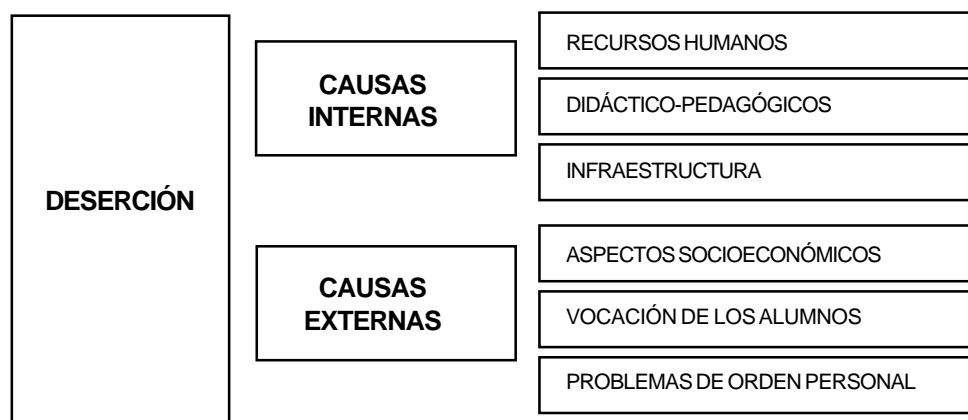 DESERCIÓN
CAUSAS
INTERNAS
RECURSOS HUMANOS
DIDÁCTICO-PEDAGÓGICOS
INFRAESTRUCTURA
CAUSAS
EXTERNAS
ASPECTOS SOCIOECONÓMICOS
VOCACIÓN DE LOS ALUMNOS
PROBLEMAS DE ORDEN PERSONAL